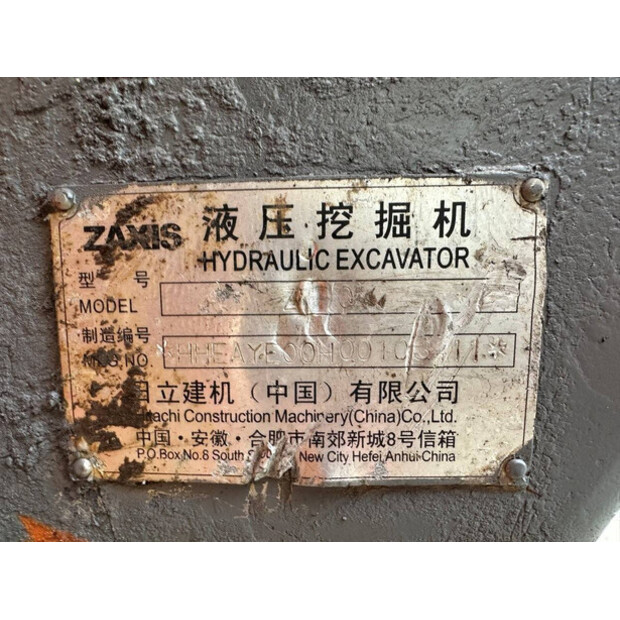 ZAXIS 液压挖掘机
HYDRAULIC EXCAVATOR
型 号
MODEL
制造编号
MFG.NO
日立建机（中国）有限公司
Hitachi Construction Machinery(China)Co.,Ltd.
中国·安徽·合肥市南郊新城8号信箱
P.O.Box No.8 South New City Hefei,Anhui·China